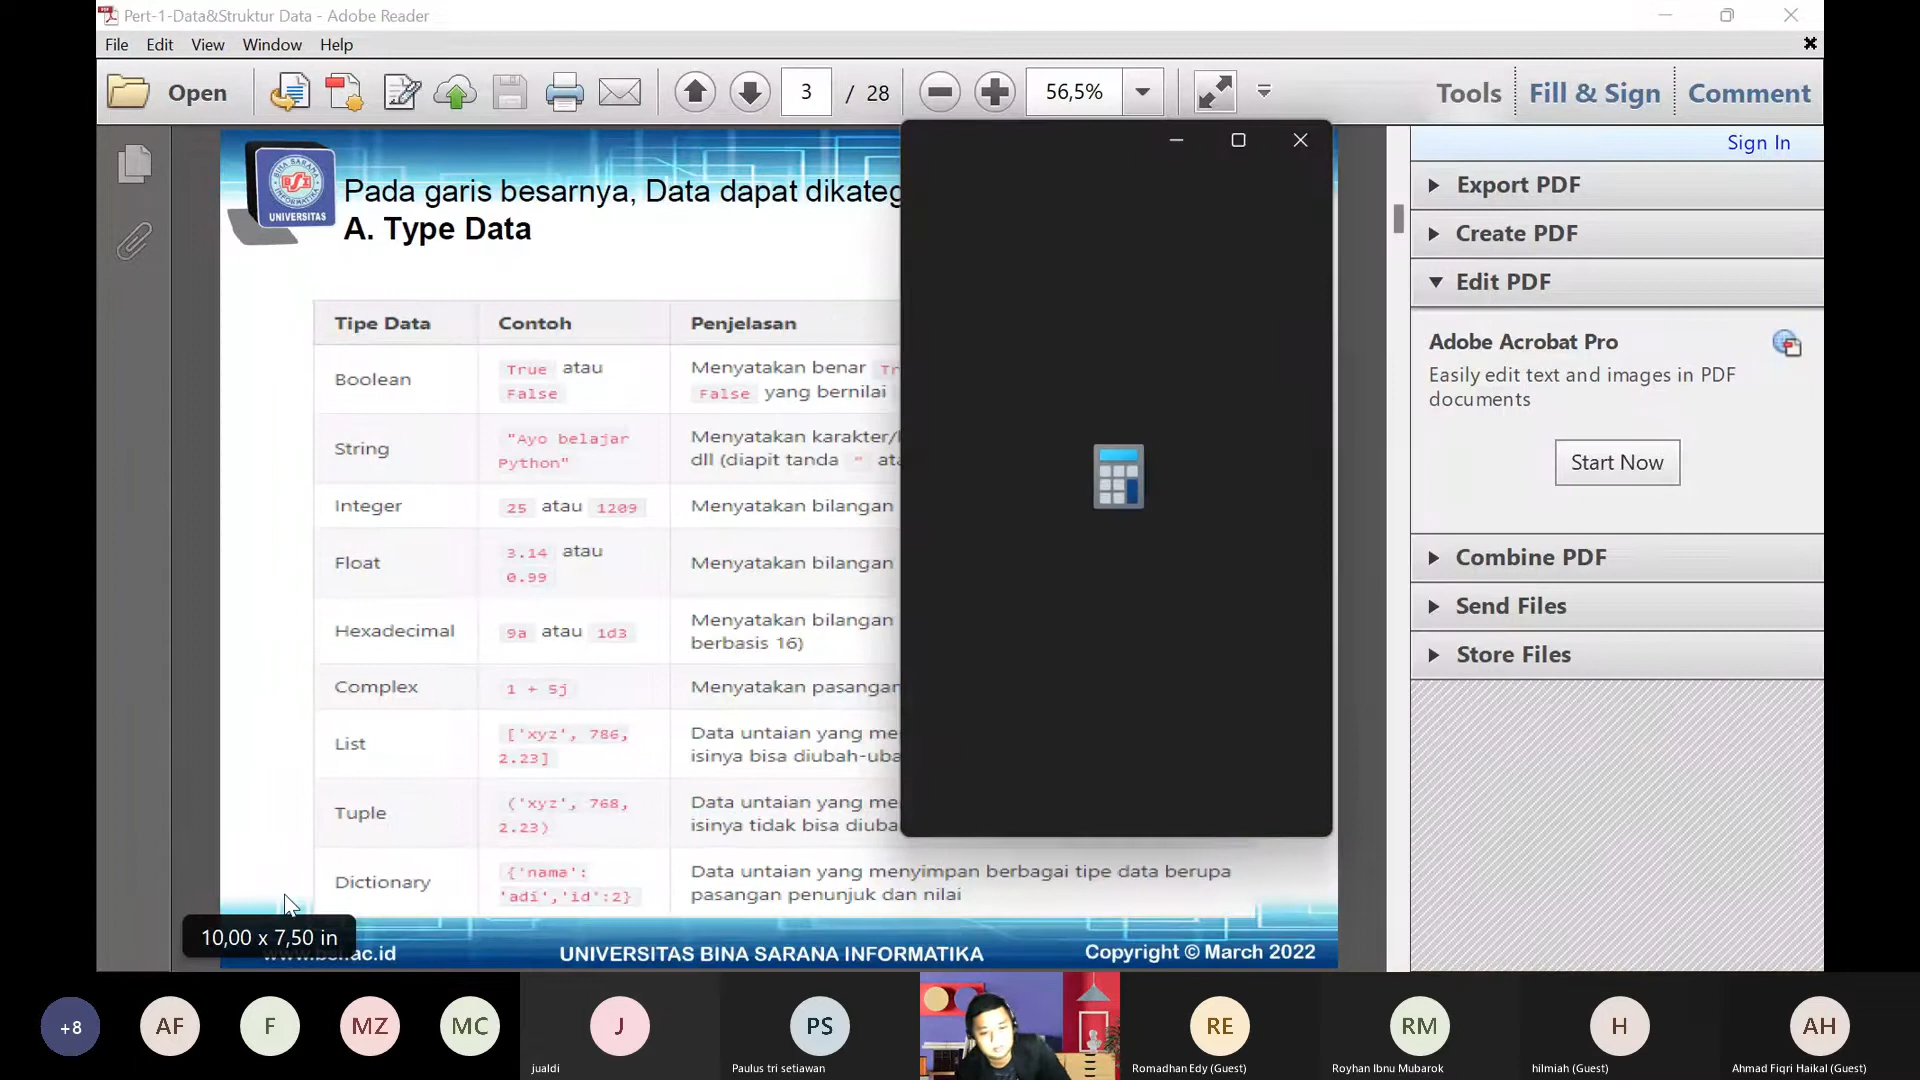 Pert-1-Data&Struktur Data - Adobe Reader
File Edit View Window Help
Open
3 / 28
56,5%
Tools Fill & Sign Comment
Sign In
Export PDF
Create PDF
Edit PDF
Adobe Acrobat Pro
Easily edit text and images in PDF
documents
Start Now
Combine PDF
Send Files
Store Files
BINA SARANA
INFORMATIKA
BSI
UNIVERSITAS
Pada garis besarnya, Data dapat dikateg
A. Type Data
Tipe Data Contoh Penjelasan
Boolean
True atau
False
Menyatakan benar Tr
False yang bernilai
String
"Ayo belajar
Python"
Menyatakan karakter/
dll (diapit tanda "
Integer
25 atau 1209
Menyatakan bilangan
Float
3.14 atau
0.99
Menyatakan bilangan
Hexadecimal
9a atau 1d3
Menyatakan bilangan
berbasis 16)
Complex
1 + 5j
Menyatakan pasangan
List
['xyz', 786,
2.23]
Data untaian yang me
isinya bisa diubah-uba
Tuple
('xyz', 768,
2.23)
Data untaian yang me
isinya tidak bisa diuba
Dictionary
{'nama':
'adi','id':2}
Data untaian yang menyimpan berbagai tipe data berupa
pasangan penunjuk dan nilai
10,00 x 7,50 in
www.bsi.ac.id
UNIVERSITAS BINA SARANA INFORMATIKA
Copyright © March 2022
+8
AF
F
MZ
MC
J
jualdi
PS
Paulus tri setiawan
RE
Romadhan Edy (Guest)
RM
Royhan Ibnu Mubarok
H
hilmiah (Guest)
AH
Ahmad Fiqri Haikal (Guest)